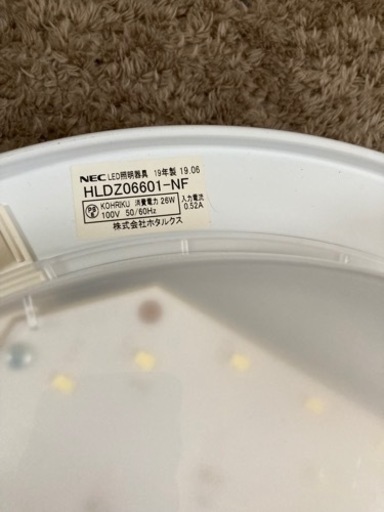 NEC LED照明器具 19年製 19.06
HLDZ06601-NF
PS E KOHRIKU 消費電力 26W 入力電流
100V 50/60Hz 0.52A
株式会社ホタルクス